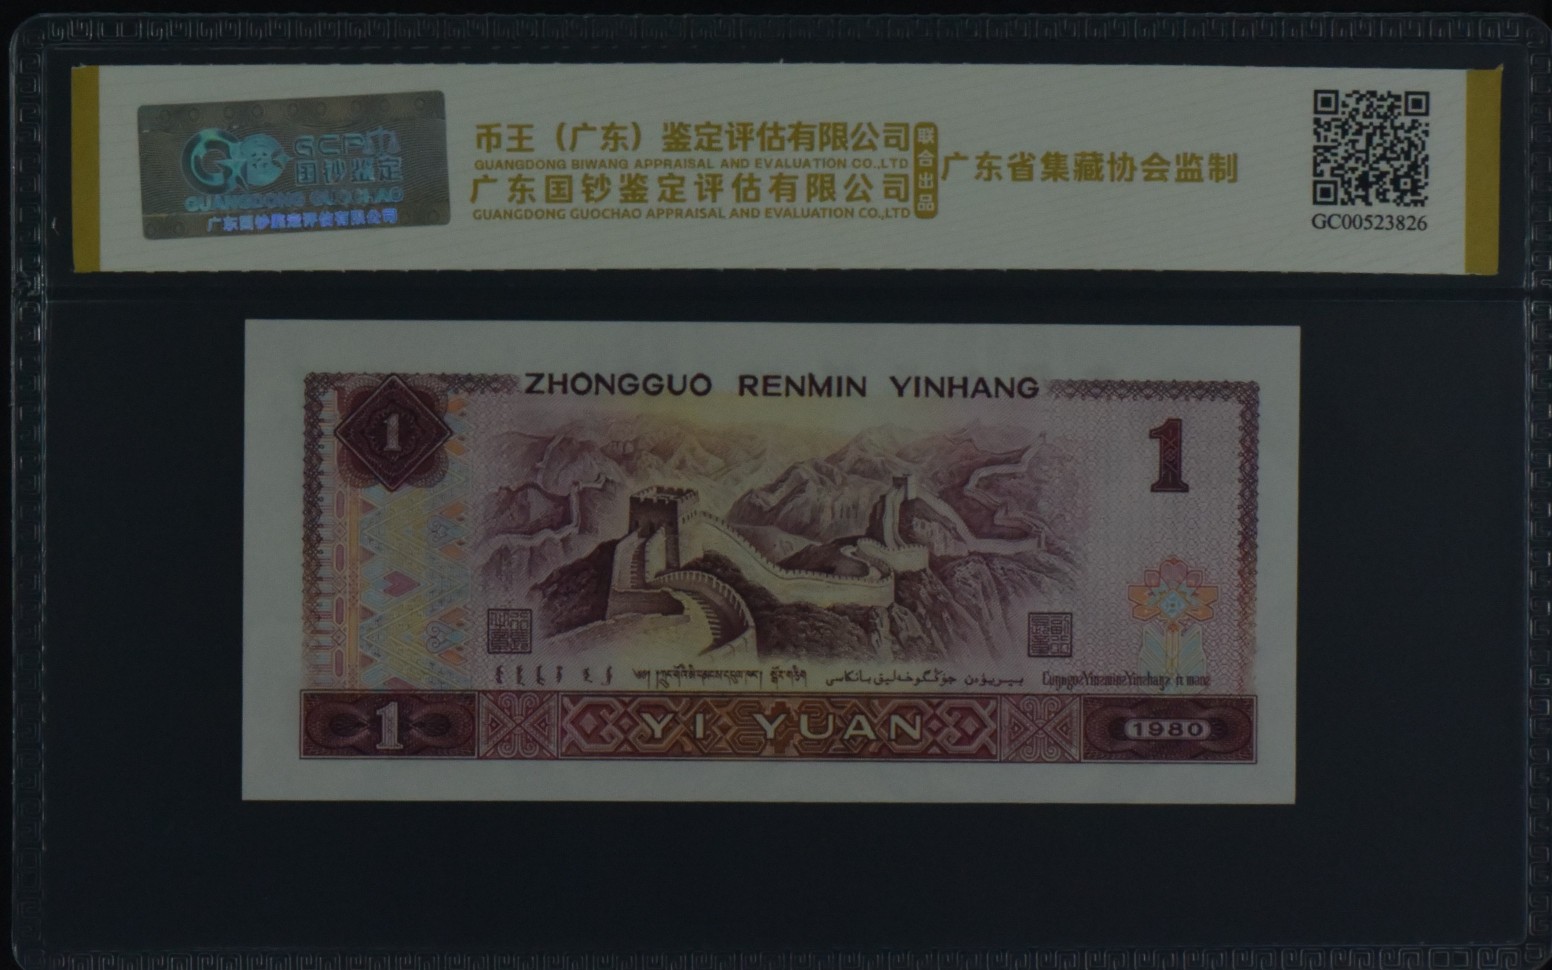 GCP
国钞鉴定
GUANGDONG GUOCHAO
广东国钞鉴定评估有限公司
币王（广东）鉴定评估有限公司
GUANGDONG BIWANG APPRAISAL AND EVALUATION CO.,LTD
广东国钞鉴定评估有限公司
GUANGDONG GUOCHAO APPRAISAL AND EVALUATION CO.,LTD
联合出品
广东省集藏协会监制
GC00523826
ZHONGGUO RENMIN YINHANG
1
1
1
YI YUAN
1980